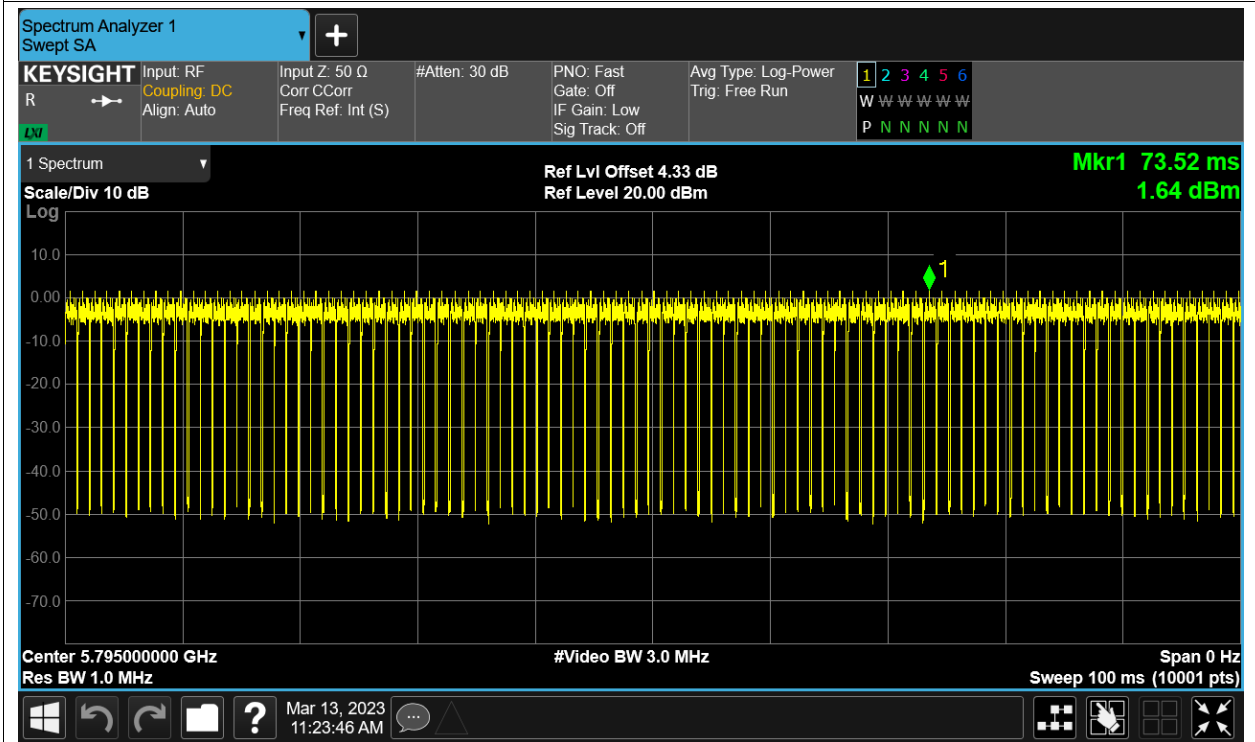 Spectrum Analyzer 1
Swept SA
KEYSIGHT
R
LXI
Input: RF
Coupling: DC
Align: Auto
Input Z: 50 Ω
Corr CCorr
Freq Ref: Int (S)
#Atten: 30 dB
PNO: Fast
Gate: Off
IF Gain: Low
Sig Track: Off
Avg Type: Log-Power
Trig: Free Run
1 2 3 4 5 6
W W W W W W
P N N N N N
1 Spectrum
Scale/Div 10 dB
Ref Lvl Offset 4.33 dB
Ref Level 20.00 dBm
Mkr1 73.52 ms
1.64 dBm
Log
10.0
0.00
-10.0
-20.0
-30.0
-40.0
-50.0
-60.0
-70.0
1
Center 5.795000000 GHz
Res BW 1.0 MHz
#Video BW 3.0 MHz
Span 0 Hz
Sweep 100 ms (10001 pts)
?
Mar 13, 2023
11:23:46 AM